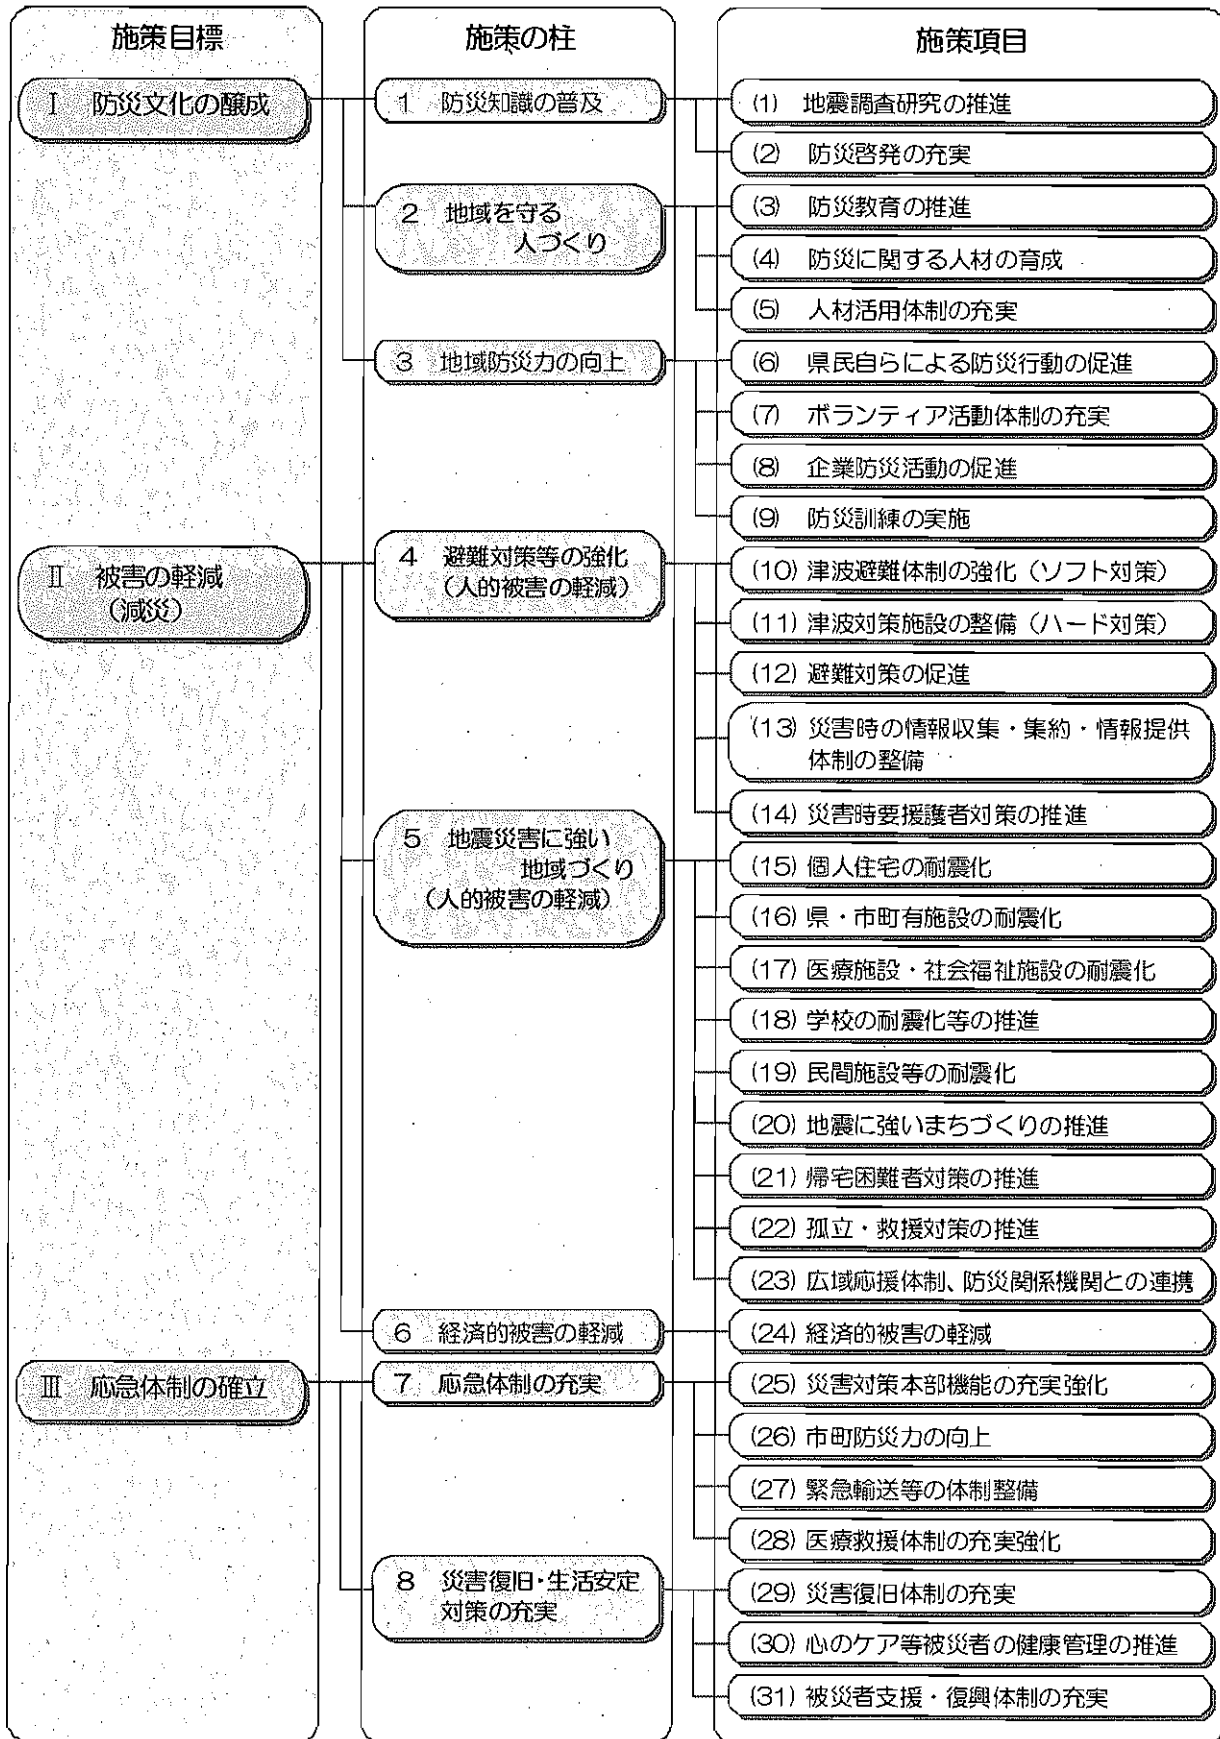 施策目標
Ⅰ 防災文化の醸成
Ⅱ 被害の軽減
（減災）
Ⅲ 応急体制の確立
施策の柱
1 防災知識の普及
2 地域を守る
人づくり
3 地域防災力の向上
4 避難対策等の強化
（人的被害の軽減）
5 地震災害に強い
地域づくり
（人的被害の軽減）
6 経済的被害の軽減
7 応急体制の充実
8 災害復旧・生活安定
対策の充実
施策項目
(1) 地震調査研究の推進
(2) 防災啓発の充実
(3) 防災教育の推進
(4) 防災に関する人材の育成
(5) 人材活用体制の充実
(6) 県民自らによる防災行動の促進
(7) ボランティア活動体制の充実
(8) 企業防災活動の促進
(9) 防災訓練の実施
(10) 津波避難体制の強化（ソフト対策）
(11) 津波対策施設の整備（ハード対策）
(12) 避難対策の促進
(13) 災害時の情報収集・集約・情報提供
体制の整備
(14) 災害時要援護者対策の推進
(15) 個人住宅の耐震化
(16) 県・市町有施設の耐震化
(17) 医療施設・社会福祉施設の耐震化
(18) 学校の耐震化等の推進
(19) 民間施設等の耐震化
(20) 地震に強いまちづくりの推進
(21) 帰宅困難者対策の推進
(22) 孤立・救援対策の推進
(23) 広域応援体制、防災関係機関との連携
(24) 経済的被害の軽減
(25) 災害対策本部機能の充実強化
(26) 市町防災力の向上
(27) 緊急輸送等の体制整備
(28) 医療救援体制の充実強化
(29) 災害復旧体制の充実
(30) 心のケア等被災者の健康管理の推進
(31) 被災者支援・復興体制の充実